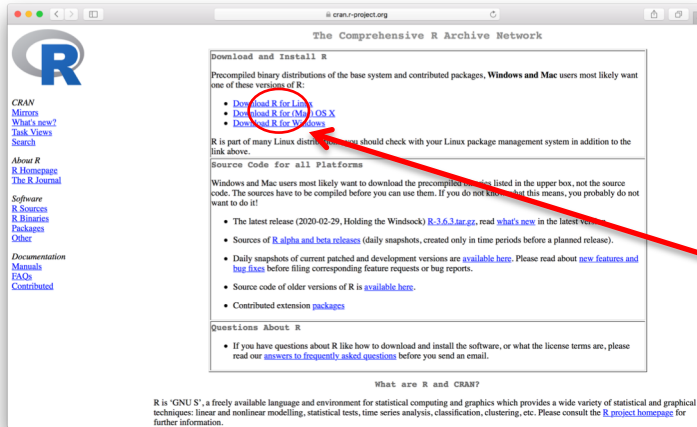 cran.r-project.org
The Comprehensive R Archive Network
R
CRAN
Mirrors
What's new?
Task Views
Search
About R
R Homepage
The R Journal
Software
R Sources
R Binaries
Packages
Other
Documentation
Manuals
FAQs
Contributed
Download and Install R
Precompiled binary distributions of the base system and contributed packages, Windows and Mac users most likely want
one of these versions of R:
• Download R for Linux
• Download R for (Mac) OS X
• Download R for Windows
R is part of many Linux you should check with your Linux package management system in addition to the
link above.
Source Code for all Platforms
Windows and Mac users most likely want to download the precompiled binaries listed in the upper box, not the source
code. The sources have to be compiled before you can use them. If you do not know what this means, you probably do not
want to do it!
• The latest release (2020-02-29, Holding the Windsock) R-3.6.3.tar.gz, read what's new in the latest version.
• Sources of R alpha and beta releases (daily snapshots, created only in time periods before a planned release).
• Daily snapshots of current patched and development versions are available here. Please read about new features and
bug fixes before filing corresponding feature requests or bug reports.
• Source code of older versions of R is available here.
• Contributed extension packages
Questions About R
• If you have questions about R like how to download and install the software, or what the license terms are, please
read our answers to frequently asked questions before you send an email.
What are R and CRAN?
R is 'GNU S', a freely available language and environment for statistical computing and graphics which provides a wide variety of statistical and graphical
techniques: linear and nonlinear modelling, statistical tests, time series analysis, classification, clustering, etc. Please consult the R project homepage for
further information.